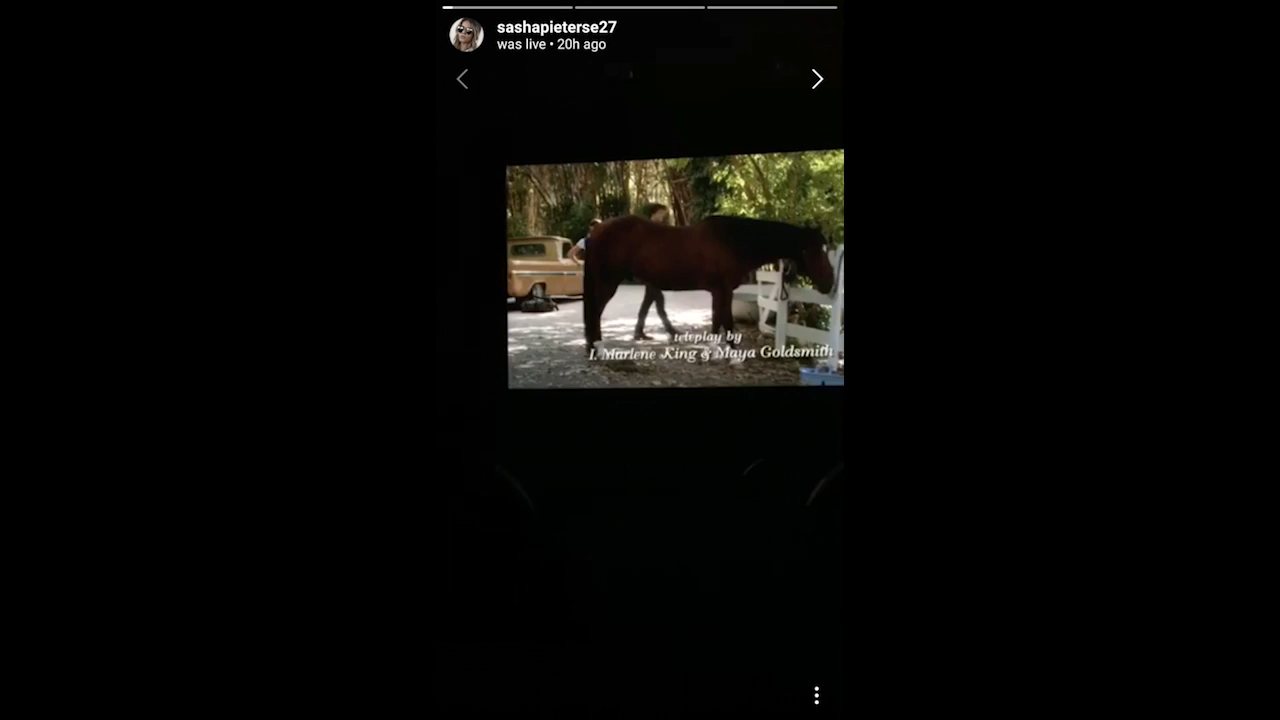 sashapieterse27
was live • 20h ago
teleplay by
I. Marlene King & Maya Goldsmith